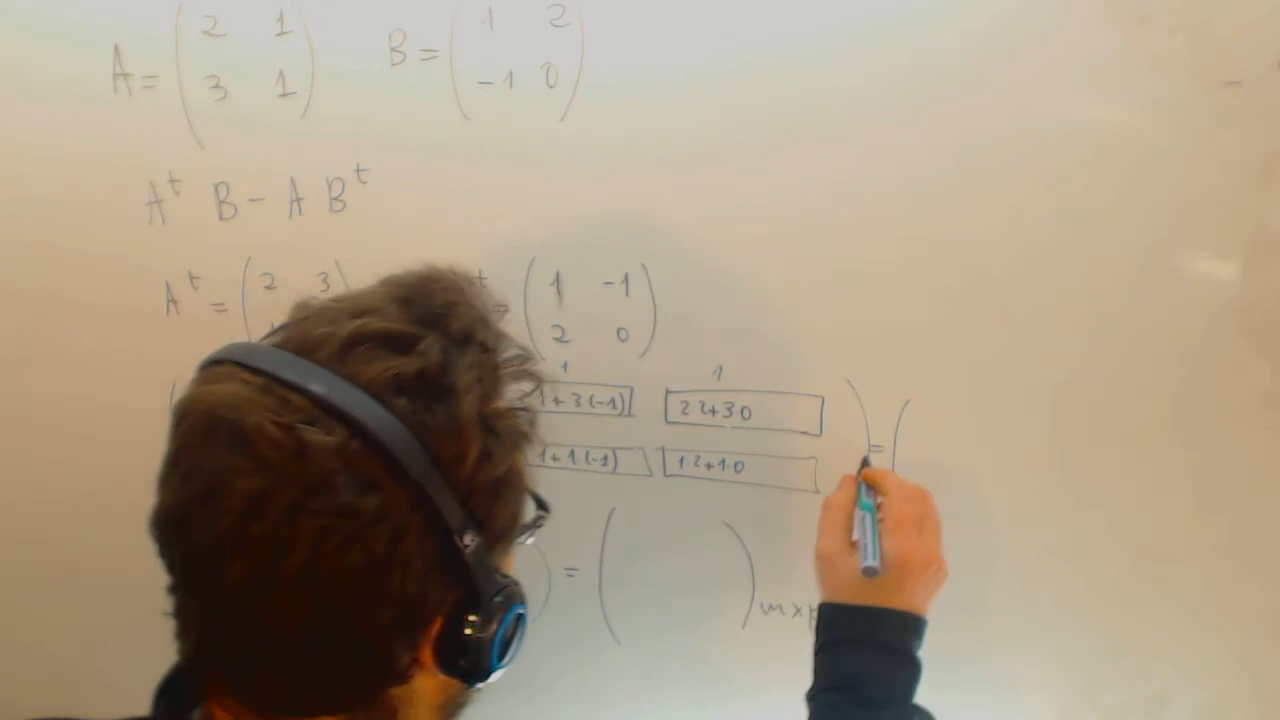 A = ( 2 1
3 1 ) B = ( 1 2
-1 0 )
A^t B - A B^t
A^t = ( 2 3 t = ( 1 -1
2 0 )
1 1
1+3(-1) 2 2+3 0 ) = (
1+1(-1) 1·2+1·0
) = ( ) mx